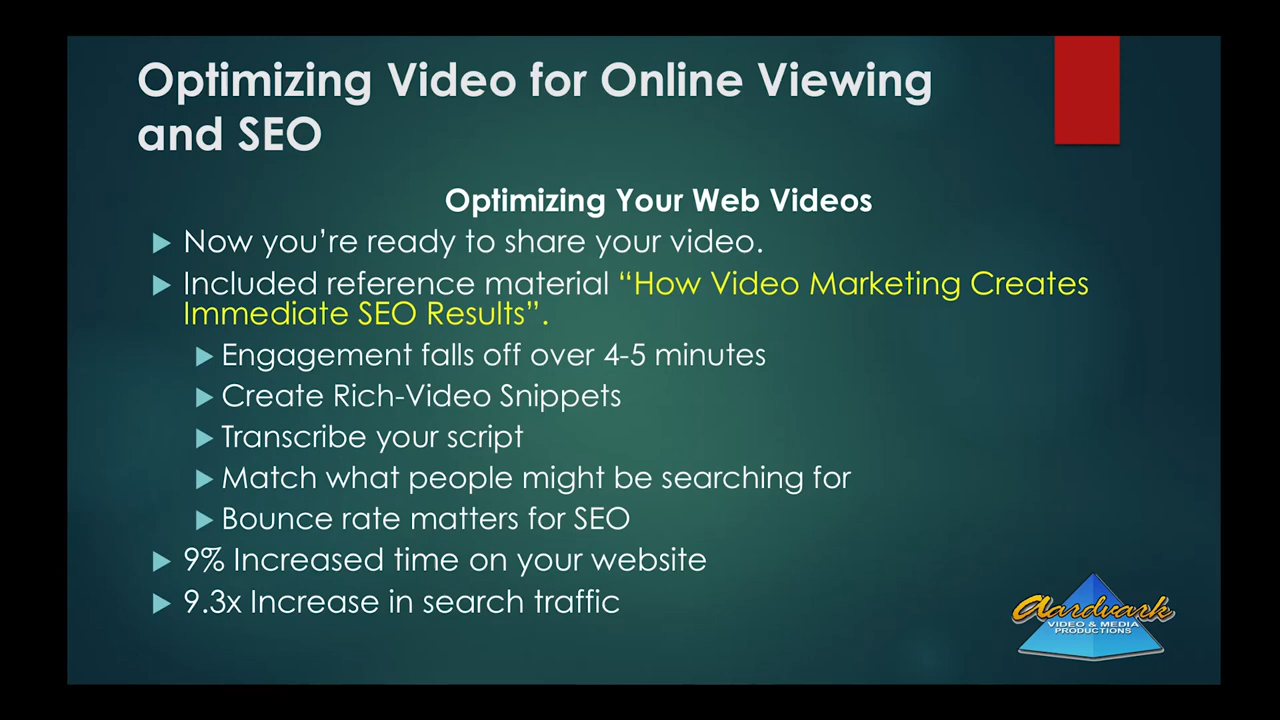 Optimizing Video for Online Viewing
and SEO
Optimizing Your Web Videos
Now you’re ready to share your video.
Included reference material “How Video Marketing Creates
Immediate SEO Results”.
Engagement falls off over 4-5 minutes
Create Rich-Video Snippets
Transcribe your script
Match what people might be searching for
Bounce rate matters for SEO
9% Increased time on your website
9.3x Increase in search traffic
Aardvark
VIDEO & MEDIA
PRODUCTIONS